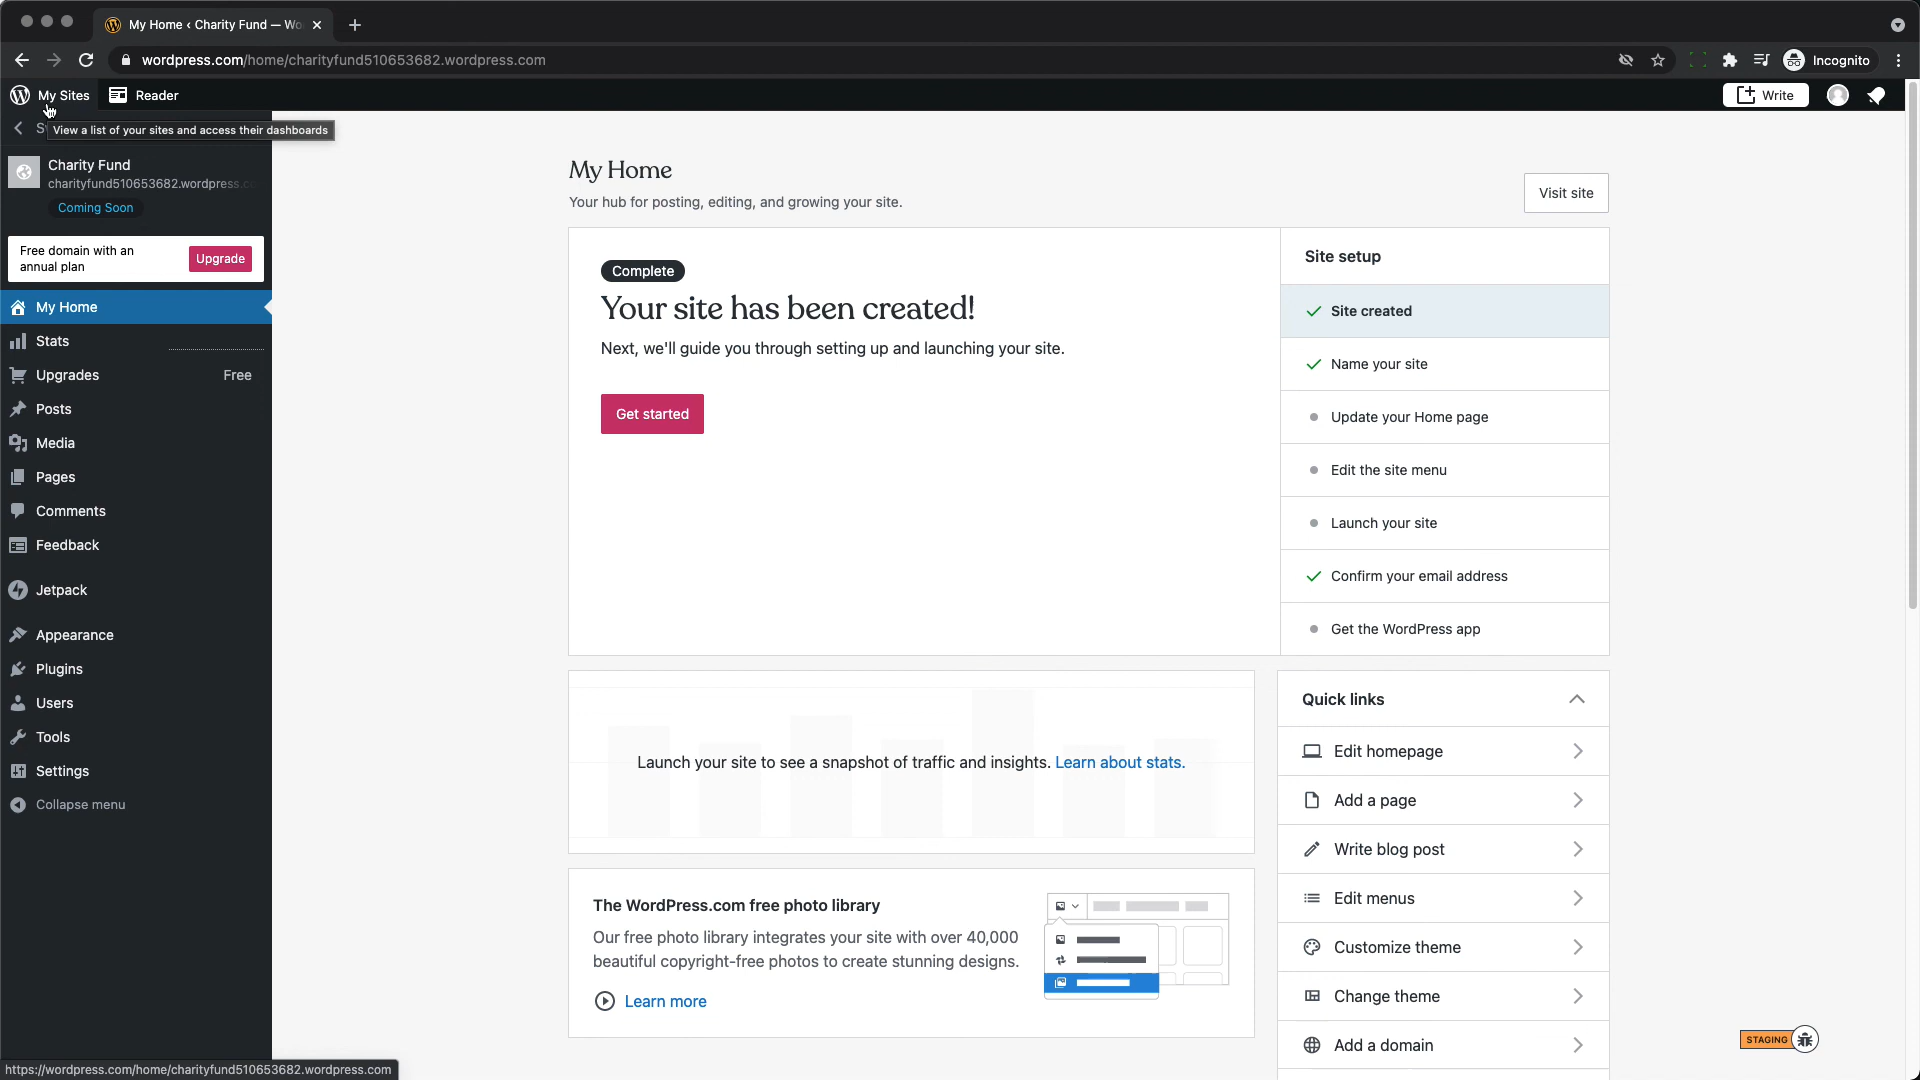 My Home ‹ Charity Fund — Wo
wordpress.com/home/charityfund510653682.wordpress.com
Incognito
My Sites
Reader
Write
View a list of your sites and access their dashboards
Charity Fund
charityfund510653682.wordpress.co
Coming Soon
Free domain with an
annual plan
Upgrade
My Home
Stats
Upgrades
Free
Posts
Media
Pages
Comments
Feedback
Jetpack
Appearance
Plugins
Users
Tools
Settings
Collapse menu
https://wordpress.com/home/charityfund510653682.wordpress.com
My Home
Your hub for posting, editing, and growing your site.
Visit site
Complete
Your site has been created!
Next, we'll guide you through setting up and launching your site.
Get started
Site setup
Site created
Name your site
Update your Home page
Edit the site menu
Launch your site
Confirm your email address
Get the WordPress app
Launch your site to see a snapshot of traffic and insights. Learn about stats.
The WordPress.com free photo library
Our free photo library integrates your site with over 40,000
beautiful copyright-free photos to create stunning designs.
Learn more
Quick links
Edit homepage
Add a page
Write blog post
Edit menus
Customize theme
Change theme
Add a domain
STAGING